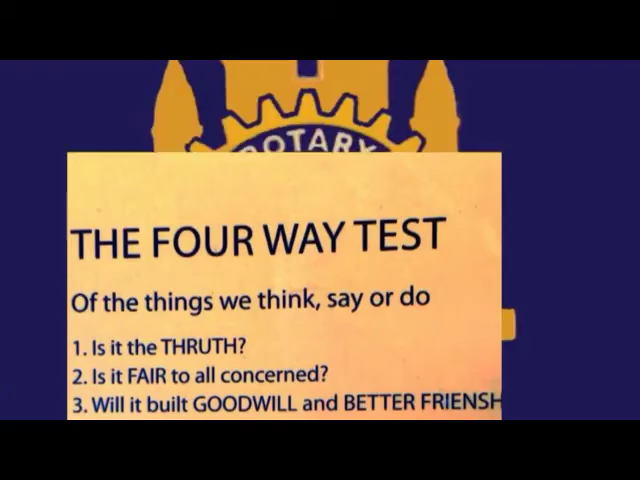 ROTARY
THE FOUR WAY TEST
Of the things we think, say or do
1. Is it the THRUTH?
2. Is it FAIR to all concerned?
3. Will it built GOODWILL and BETTER FRIENSH